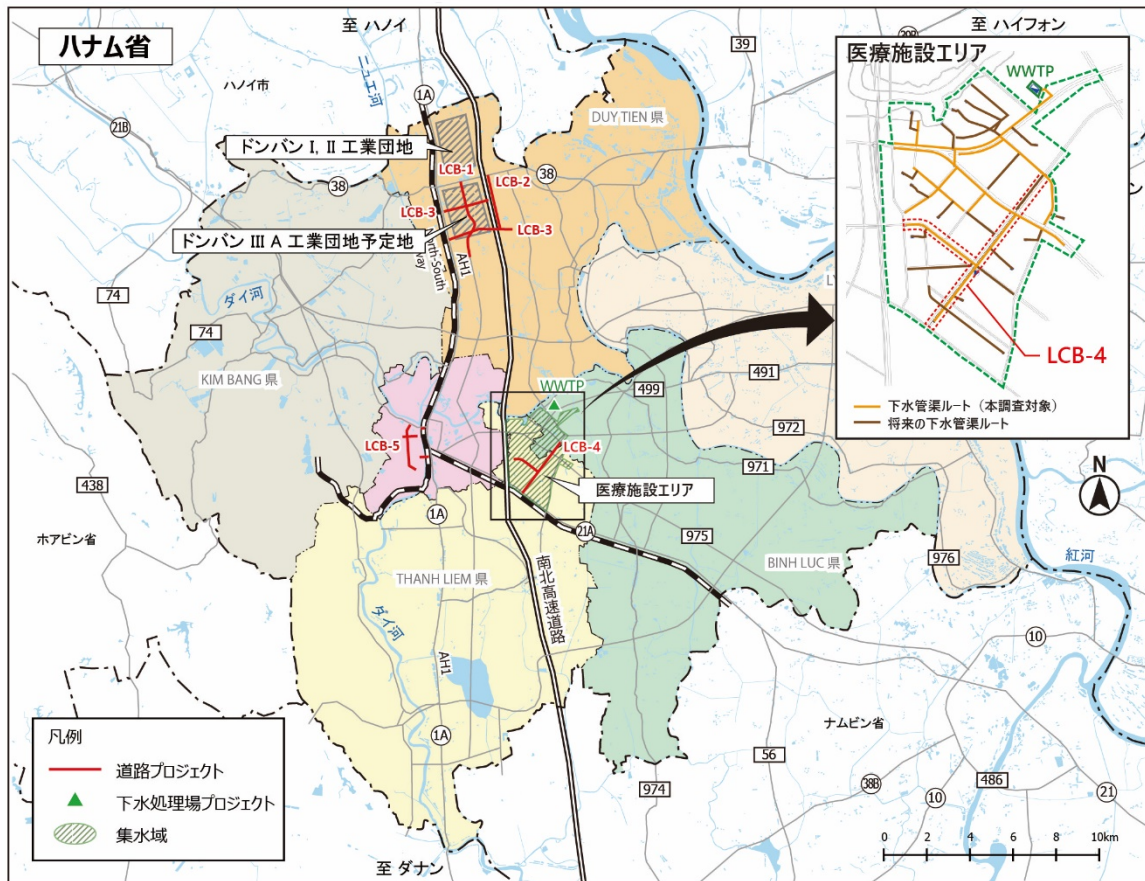 至 ハノイ
至 ハイフォン
ハナム省
39
ハノイ市
ニュエ河
1A
DUY TIEN 県
医療施設エリア
WWTP
21B
ドンバン I, II 工業団地
38
38
LCB-1
LCB-2
LCB-3
LCB-3
ドンバン III A 工業団地予定地
North-South
AH1
74
ダイ河
74
KIM BANG 県
491
LCB-4
WWTP
499
下水管渠ルート（本調査対象）
将来の下水管渠ルート
972
LCB-5
LCB-4
971
438
医療施設エリア
N
1A
21A
975
ホアビン省
976
紅河
THANH LIEM 県
BINH LUC 県
南北高速道路
ダイ河
10
AH1
凡例
1A
ナムビン省
道路プロジェクト
56
下水処理場プロジェクト
974
38B
486
10
21
集水域
0 2 4 6 8 10km
至 ダナン